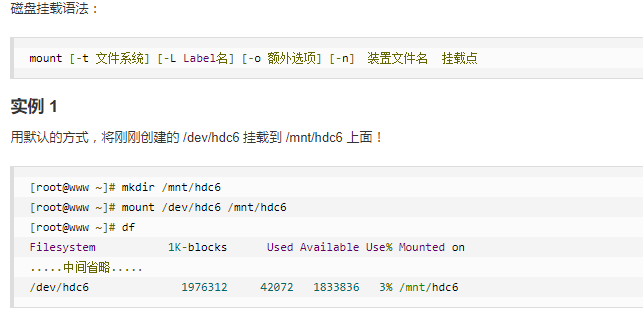 磁盘挂载语法：
mount [-t 文件系统] [-L Label名] [-o 额外选项] [-n]  装置文件名  挂载点
实例 1
用默认的方式，将刚刚创建的 /dev/hdc6 挂载到 /mnt/hdc6 上面！
[root@www ~]# mkdir /mnt/hdc6
[root@www ~]# mount /dev/hdc6 /mnt/hdc6
[root@www ~]# df
Filesystem           1K-blocks      Used Available Use% Mounted on
.....中间省略.....
/dev/hdc6              1976312     42072   1833836   3% /mnt/hdc6